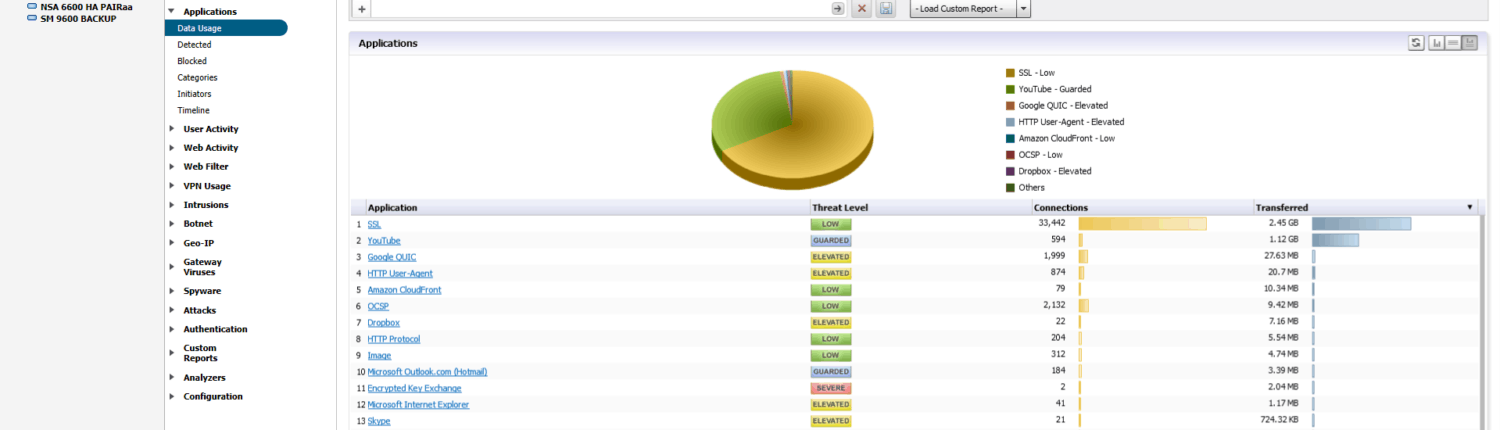 NSA 6600 HA PAIRaa
SM 9600 BACKUP
Applications
Data Usage
Detected
Blocked
Categories
Initiators
Timeline
User Activity
Web Activity
Web Filter
VPN Usage
Intrusions
Botnet
Geo-IP
Gateway
Viruses
Spyware
Attacks
Authentication
Custom
Reports
Analyzers
Configuration
+ - Load Custom Report -
Applications
SSL - Low
YouTube - Guarded
Google QUIC - Elevated
HTTP User-Agent - Elevated
Amazon CloudFront - Low
OCSP - Low
Dropbox - Elevated
Others
Application Threat Level Connections Transferred
1 SSL LOW 33,442 2.45 GB
2 YouTube GUARDED 594 1.12 GB
3 Google QUIC ELEVATED 1,999 27.63 MB
4 HTTP User-Agent ELEVATED 874 20.7 MB
5 Amazon CloudFront LOW 79 10.34 MB
6 OCSP LOW 2,132 9.42 MB
7 Dropbox ELEVATED 22 7.16 MB
8 HTTP Protocol LOW 204 5.54 MB
9 Image LOW 312 4.74 MB
10 Microsoft Outlook.com (Hotmail) GUARDED 184 3.39 MB
11 Encrypted Key Exchange SEVERE 2 2.04 MB
12 Microsoft Internet Explorer ELEVATED 41 1.17 MB
13 Skype ELEVATED 21 724.32 KB